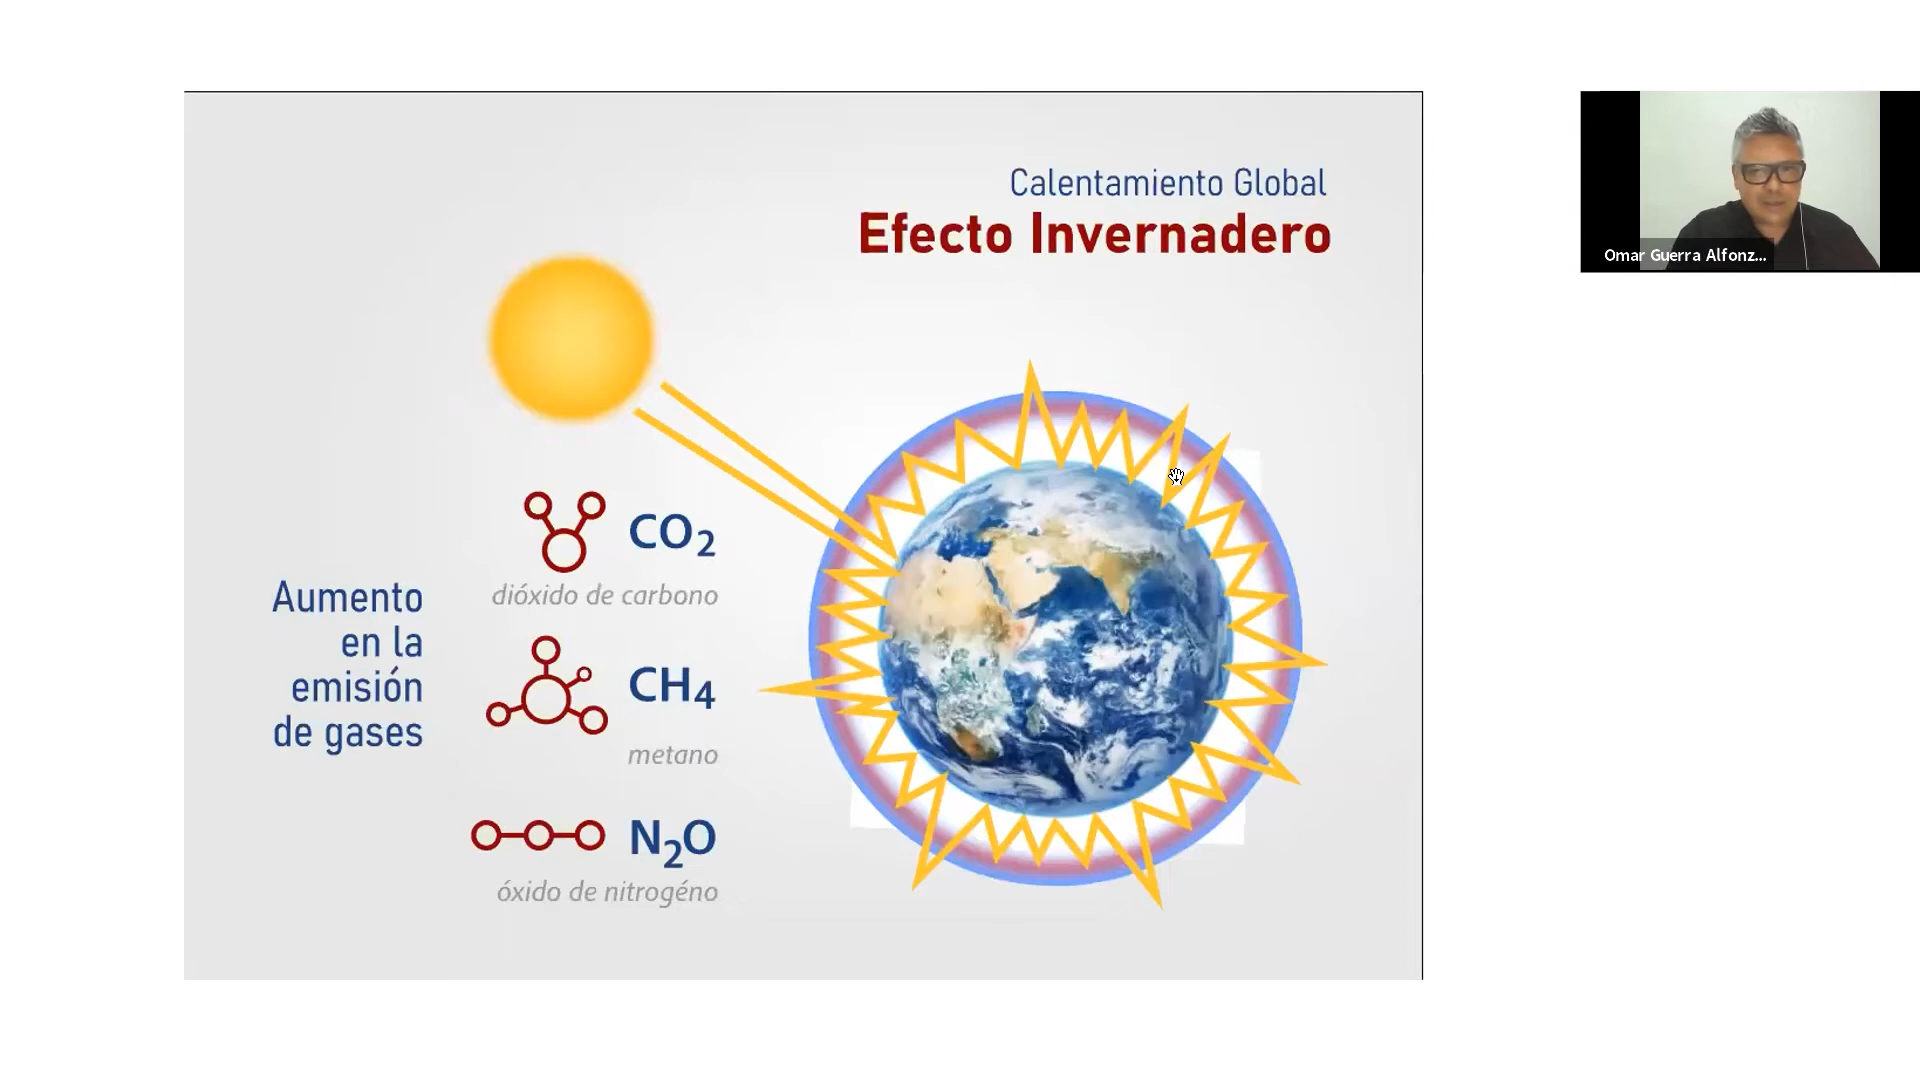 Calentamiento Global
Efecto Invernadero
Omar Guerra Alfonz...
CO₂
dióxido de carbono
Aumento
en la
emisión
de gases
CH₄
metano
N₂O
óxido de nitrogéno